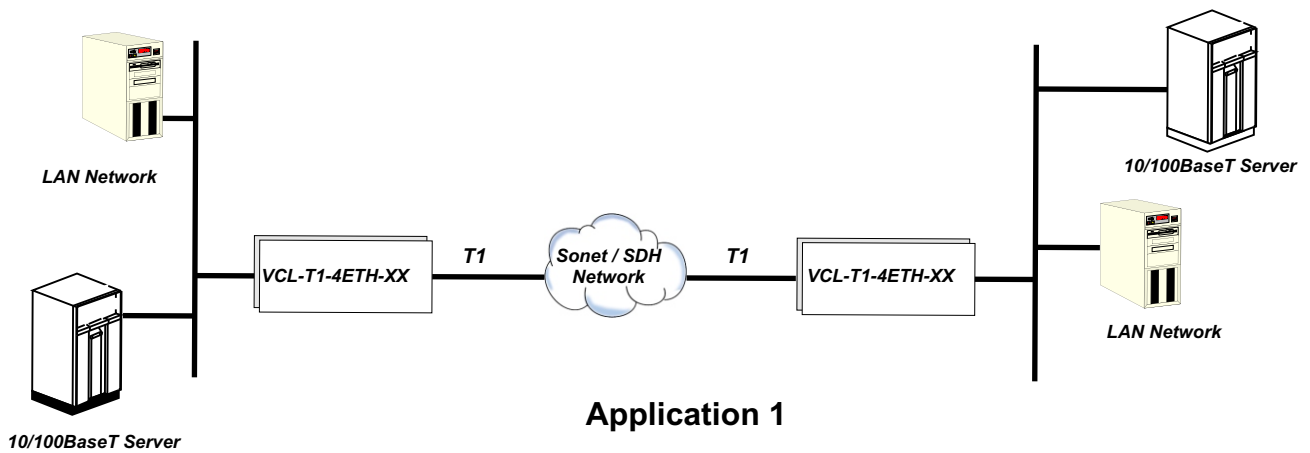 LAN Network
10/100BaseT Server
VCL-T1-4ETH-XX
T1
Sonet / SDH
Network
T1
VCL-T1-4ETH-XX
10/100BaseT Server
LAN Network
Application 1